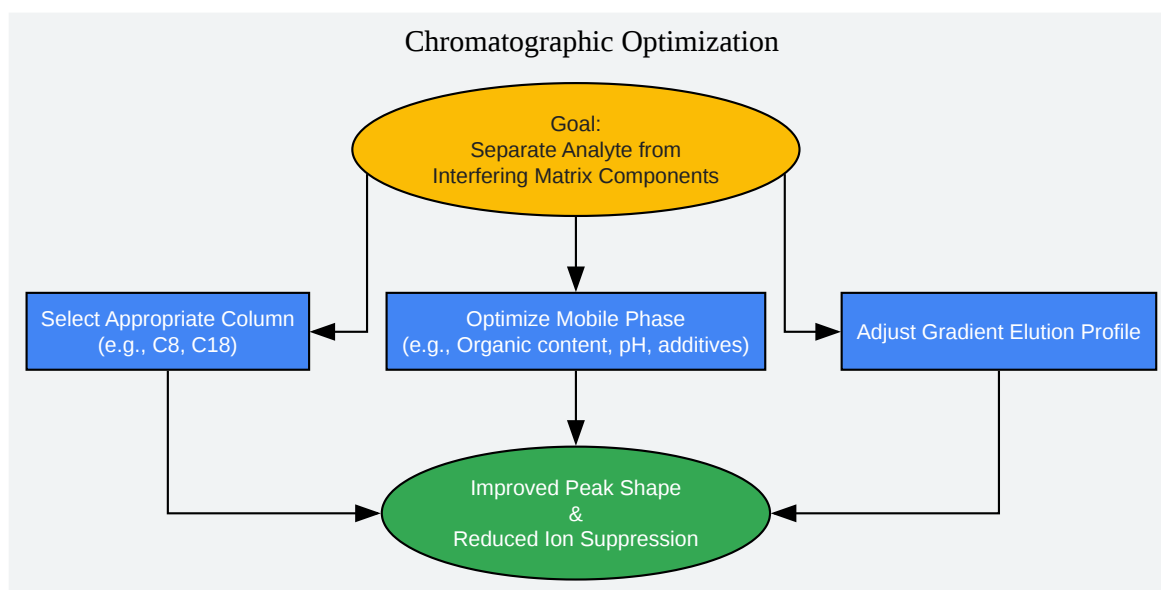 Chromatographic Optimization
Goal:
Separate Analyte from
Interfering Matrix Components
Select Appropriate Column
(e.g., C8, C18)
Optimize Mobile Phase
(e.g., Organic content, pH, additives)
Adjust Gradient Elution Profile
Improved Peak Shape
&
Reduced Ion Suppression